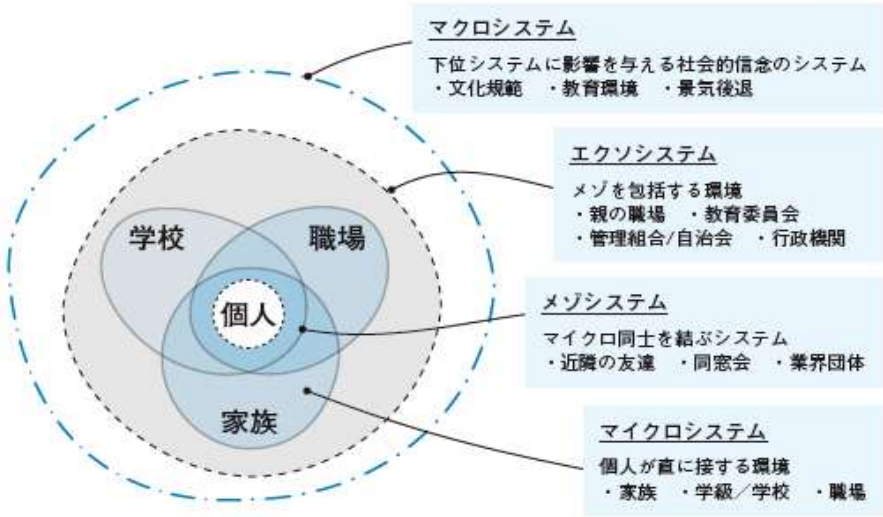 マクロシステム
下位システムに影響を与える社会的信念のシステム
・文化規範　・教育環境　・景気後退
エクソシステム
メゾを包括する環境
・親の職場　・教育委員会
・管理組合/自治会　・行政機関
学校
職場
個人
家族
メゾシステム
マイクロ同士を結ぶシステム
・近隣の友達　・同窓会　・業界団体
マイクロシステム
個人が直に接する環境
・家族　・学級／学校　・職場